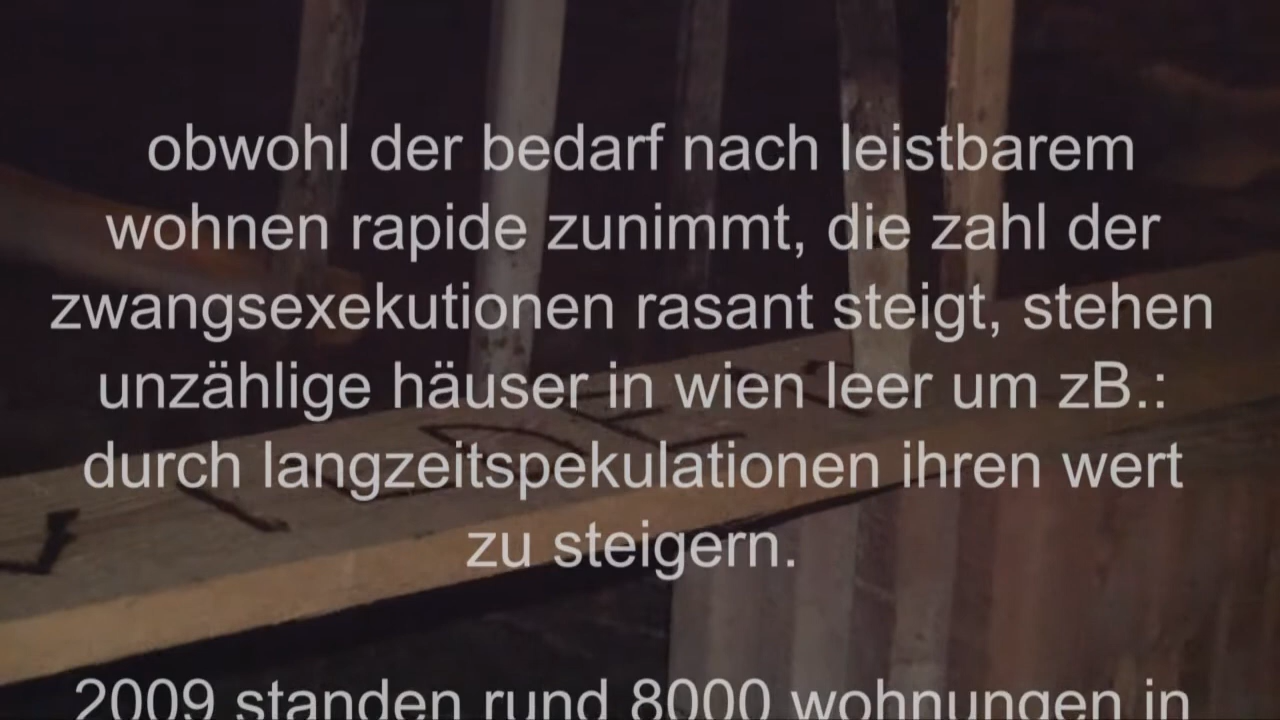 obwohl der bedarf nach leistbarem
wohnen rapide zunimmt, die zahl der
zwangsexekutionen rasant steigt, stehen
unzählige häuser in wien leer um zB.:
durch langzeitspekulationen ihren wert
zu steigern.
2009 standen rund 8000 wohnungen in